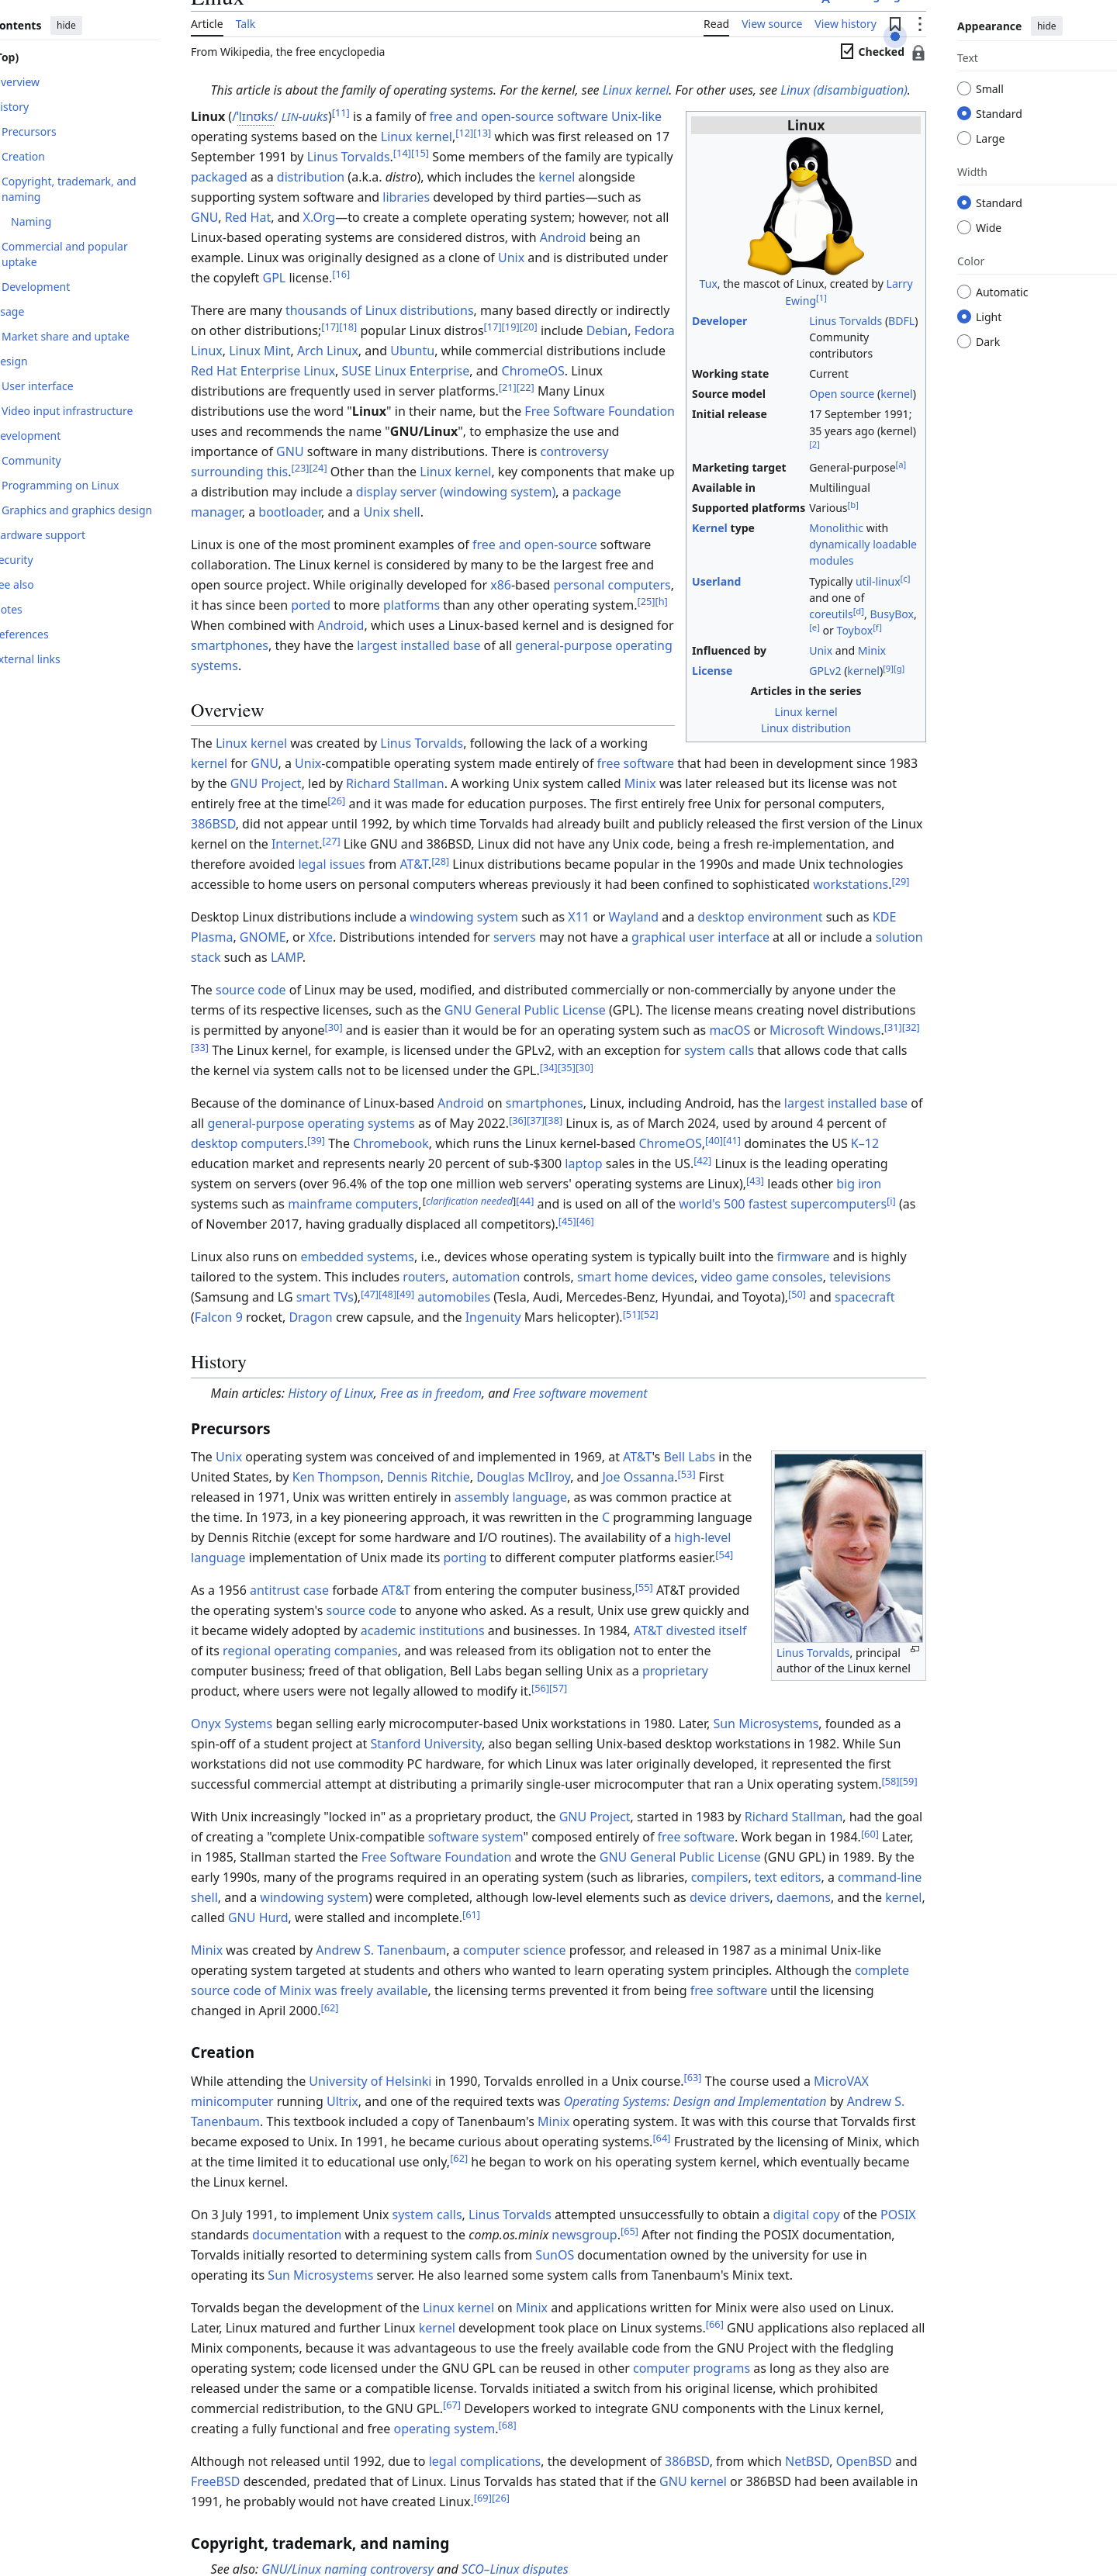 Contents hide
(Top)
Overview
History
Precursors
Creation
Copyright, trademark, and
naming
Naming
Commercial and popular
uptake
Development
Usage
Market share and uptake
Design
User interface
Video input infrastructure
Development
Community
Programming on Linux
Graphics and graphics design
Hardware support
Security
See also
Notes
References
External links
Linux
Article Talk Read View source View history
From Wikipedia, the free encyclopedia Checked
This article is about the family of operating systems. For the kernel, see Linux kernel. For other uses, see Linux (disambiguation).
Linux (/ˈlɪnʊks/ LIN-uuks)[11] is a family of free and open-source software Unix-like
operating systems based on the Linux kernel,[12][13] which was first released on 17
September 1991 by Linus Torvalds.[14][15] Some members of the family are typically
packaged as a distribution (a.k.a. distro), which includes the kernel alongside
supporting system software and libraries developed by third parties—such as
GNU, Red Hat, and X.Org—to create a complete operating system; however, not all
Linux-based operating systems are considered distros, with Android being an
example. Linux was originally designed as a clone of Unix and is distributed under
the copyleft GPL license.[16]
There are many thousands of Linux distributions, many based directly or indirectly
on other distributions;[17][18] popular Linux distros[17][19][20] include Debian, Fedora
Linux, Linux Mint, Arch Linux, and Ubuntu, while commercial distributions include
Red Hat Enterprise Linux, SUSE Linux Enterprise, and ChromeOS. Linux
distributions are frequently used in server platforms.[21][22] Many Linux
distributions use the word "Linux" in their name, but the Free Software Foundation
uses and recommends the name "GNU/Linux", to emphasize the use and
importance of GNU software in many distributions. There is controversy
surrounding this.[23][24] Other than the Linux kernel, key components that make up
a distribution may include a display server (windowing system), a package
manager, a bootloader, and a Unix shell.
Linux is one of the most prominent examples of free and open-source software
collaboration. The Linux kernel is considered by many to be the largest free and
open source project. While originally developed for x86-based personal computers,
it has since been ported to more platforms than any other operating system.[25][h]
When combined with Android, which uses a Linux-based kernel and is designed for
smartphones, they have the largest installed base of all general-purpose operating
systems.
Linux
Tux, the mascot of Linux, created by Larry
Ewing[1]
Developer Linus Torvalds (BDFL)
Community
contributors
Working state Current
Source model Open source (kernel)
Initial release 17 September 1991;
35 years ago (kernel)
[2]
Marketing target General-purpose[a]
Available in Multilingual
Supported platforms Various[b]
Kernel type Monolithic with
dynamically loadable
modules
Userland Typically util-linux[c]
and one of
coreutils[d], BusyBox,
[e] or Toybox[f]
Influenced by Unix and Minix
License GPLv2 (kernel)[9][g]
Articles in the series
Linux kernel
Linux distribution
Overview
The Linux kernel was created by Linus Torvalds, following the lack of a working
kernel for GNU, a Unix-compatible operating system made entirely of free software that had been in development since 1983
by the GNU Project, led by Richard Stallman. A working Unix system called Minix was later released but its license was not
entirely free at the time[26] and it was made for education purposes. The first entirely free Unix for personal computers,
386BSD, did not appear until 1992, by which time Torvalds had already built and publicly released the first version of the Linux
kernel on the Internet.[27] Like GNU and 386BSD, Linux did not have any Unix code, being a fresh re-implementation, and
therefore avoided legal issues from AT&T.[28] Linux distributions became popular in the 1990s and made Unix technologies
accessible to home users on personal computers whereas previously it had been confined to sophisticated workstations.[29]
Desktop Linux distributions include a windowing system such as X11 or Wayland and a desktop environment such as KDE
Plasma, GNOME, or Xfce. Distributions intended for servers may not have a graphical user interface at all or include a solution
stack such as LAMP.
The source code of Linux may be used, modified, and distributed commercially or non-commercially by anyone under the
terms of its respective licenses, such as the GNU General Public License (GPL). The license means creating novel distributions
is permitted by anyone[30] and is easier than it would be for an operating system such as macOS or Microsoft Windows.[31][32]
[33] The Linux kernel, for example, is licensed under the GPLv2, with an exception for system calls that allows code that calls
the kernel via system calls not to be licensed under the GPL.[34][35][30]
Because of the dominance of Linux-based Android on smartphones, Linux, including Android, has the largest installed base of
all general-purpose operating systems as of May 2022.[36][37][38] Linux is, as of March 2024, used by around 4 percent of
desktop computers.[39] The Chromebook, which runs the Linux kernel-based ChromeOS,[40][41] dominates the US K–12
education market and represents nearly 20 percent of sub-$300 laptop sales in the US.[42] Linux is the leading operating
system on servers (over 96.4% of the top one million web servers' operating systems are Linux),[43] leads other big iron
systems such as mainframe computers,[clarification needed][44] and is used on all of the world's 500 fastest supercomputers[i] (as
of November 2017, having gradually displaced all competitors).[45][46]
Linux also runs on embedded systems, i.e., devices whose operating system is typically built into the firmware and is highly
tailored to the system. This includes routers, automation controls, smart home devices, video game consoles, televisions
(Samsung and LG smart TVs),[47][48][49] automobiles (Tesla, Audi, Mercedes-Benz, Hyundai, and Toyota),[50] and spacecraft
(Falcon 9 rocket, Dragon crew capsule, and the Ingenuity Mars helicopter).[51][52]
History
Main articles: History of Linux, Free as in freedom, and Free software movement
Precursors
The Unix operating system was conceived of and implemented in 1969, at AT&T's Bell Labs in the
United States, by Ken Thompson, Dennis Ritchie, Douglas McIlroy, and Joe Ossanna.[53] First
released in 1971, Unix was written entirely in assembly language, as was common practice at
the time. In 1973, in a key pioneering approach, it was rewritten in the C programming language
by Dennis Ritchie (except for some hardware and I/O routines). The availability of a high-level
language implementation of Unix made its porting to different computer platforms easier.[54]
As a 1956 antitrust case forbade AT&T from entering the computer business,[55] AT&T provided
the operating system's source code to anyone who asked. As a result, Unix use grew quickly and
it became widely adopted by academic institutions and businesses. In 1984, AT&T divested itself
of its regional operating companies, and was released from its obligation not to enter the
computer business; freed of that obligation, Bell Labs began selling Unix as a proprietary
product, where users were not legally allowed to modify it.[56][57]
Linus Torvalds, principal
author of the Linux kernel
Onyx Systems began selling early microcomputer-based Unix workstations in 1980. Later, Sun Microsystems, founded as a
spin-off of a student project at Stanford University, also began selling Unix-based desktop workstations in 1982. While Sun
workstations did not use commodity PC hardware, for which Linux was later originally developed, it represented the first
successful commercial attempt at distributing a primarily single-user microcomputer that ran a Unix operating system.[58][59]
With Unix increasingly "locked in" as a proprietary product, the GNU Project, started in 1983 by Richard Stallman, had the goal
of creating a "complete Unix-compatible software system" composed entirely of free software. Work began in 1984.[60] Later,
in 1985, Stallman started the Free Software Foundation and wrote the GNU General Public License (GNU GPL) in 1989. By the
early 1990s, many of the programs required in an operating system (such as libraries, compilers, text editors, a command-line
shell, and a windowing system) were completed, although low-level elements such as device drivers, daemons, and the kernel,
called GNU Hurd, were stalled and incomplete.[61]
Minix was created by Andrew S. Tanenbaum, a computer science professor, and released in 1987 as a minimal Unix-like
operating system targeted at students and others who wanted to learn operating system principles. Although the complete
source code of Minix was freely available, the licensing terms prevented it from being free software until the licensing
changed in April 2000.[62]
Creation
While attending the University of Helsinki in 1990, Torvalds enrolled in a Unix course.[63] The course used a MicroVAX
minicomputer running Ultrix, and one of the required texts was Operating Systems: Design and Implementation by Andrew S.
Tanenbaum. This textbook included a copy of Tanenbaum's Minix operating system. It was with this course that Torvalds first
became exposed to Unix. In 1991, he became curious about operating systems.[64] Frustrated by the licensing of Minix, which
at the time limited it to educational use only,[62] he began to work on his operating system kernel, which eventually became
the Linux kernel.
On 3 July 1991, to implement Unix system calls, Linus Torvalds attempted unsuccessfully to obtain a digital copy of the POSIX
standards documentation with a request to the comp.os.minix newsgroup.[65] After not finding the POSIX documentation,
Torvalds initially resorted to determining system calls from SunOS documentation owned by the university for use in
operating its Sun Microsystems server. He also learned some system calls from Tanenbaum's Minix text.
Torvalds began the development of the Linux kernel on Minix and applications written for Minix were also used on Linux.
Later, Linux matured and further Linux kernel development took place on Linux systems.[66] GNU applications also replaced all
Minix components, because it was advantageous to use the freely available code from the GNU Project with the fledgling
operating system; code licensed under the GNU GPL can be reused in other computer programs as long as they also are
released under the same or a compatible license. Torvalds initiated a switch from his original license, which prohibited
commercial redistribution, to the GNU GPL.[67] Developers worked to integrate GNU components with the Linux kernel,
creating a fully functional and free operating system.[68]
Although not released until 1992, due to legal complications, the development of 386BSD, from which NetBSD, OpenBSD and
FreeBSD descended, predated that of Linux. Linus Torvalds has stated that if the GNU kernel or 386BSD had been available in
1991, he probably would not have created Linux.[69][26]
Copyright, trademark, and naming
See also: GNU/Linux naming controversy and SCO–Linux disputes
Appearance hide
Text
Small
Standard
Large
Width
Standard
Wide
Color
Automatic
Light
Dark